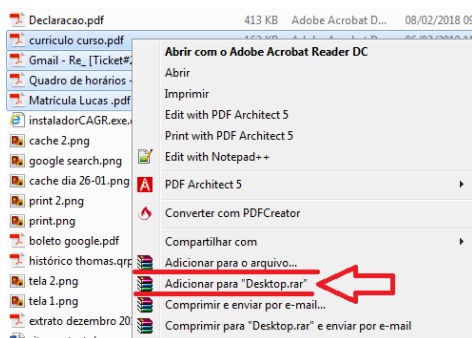 Declaracao.pdf 413 KB Adobe Acrobat D... 08/02/2018 09
curriculo curso.pdf
Gmail - Re_ [Ticket#2
Quadro de horários -
Matrícula Lucas .pdf
instaladorCAGR.exe.
cache 2.png
google search.png
cache dia 26-01.png
print 2.png
print.png
boleto google.pdf
histórico thomas.qrp
tela 2.png
tela 1.png
extrato dezembro 20
Abrir com o Adobe Acrobat Reader DC
Abrir
Imprimir
Edit with PDF Architect 5
Print with PDF Architect 5
Edit with Notepad++
PDF Architect 5
Converter com PDFCreator
Compartilhar com
Adicionar para o arquivo...
Adicionar para "Desktop.rar"
Comprimir e enviar por e-mail...
Comprimir para "Desktop.rar" e enviar por e-mail